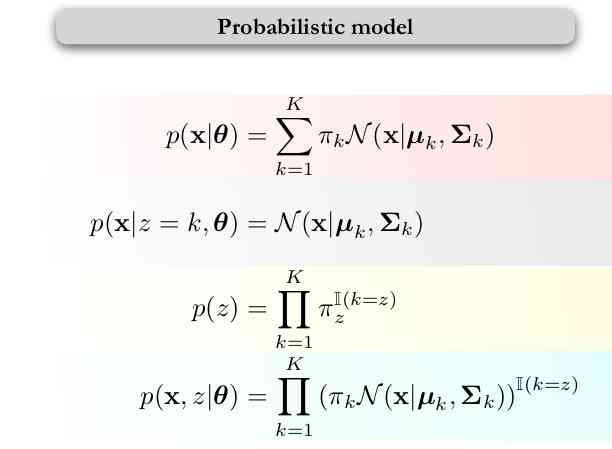 Probabilistic model
p(𝐱|𝜽) = ∑_{k=1}^{K} π_k 𝒩(𝐱|𝝁_k, 𝚺_k)
p(𝐱|z = k, 𝜽) = 𝒩(𝐱|𝝁_k, 𝚺_k)
p(z) = ∏_{k=1}^{K} π_z^{𝕀(k=z)}
p(𝐱, z|𝜽) = ∏_{k=1}^{K} (π_k 𝒩(𝐱|𝝁_k, 𝚺_k))^{𝕀(k=z)}